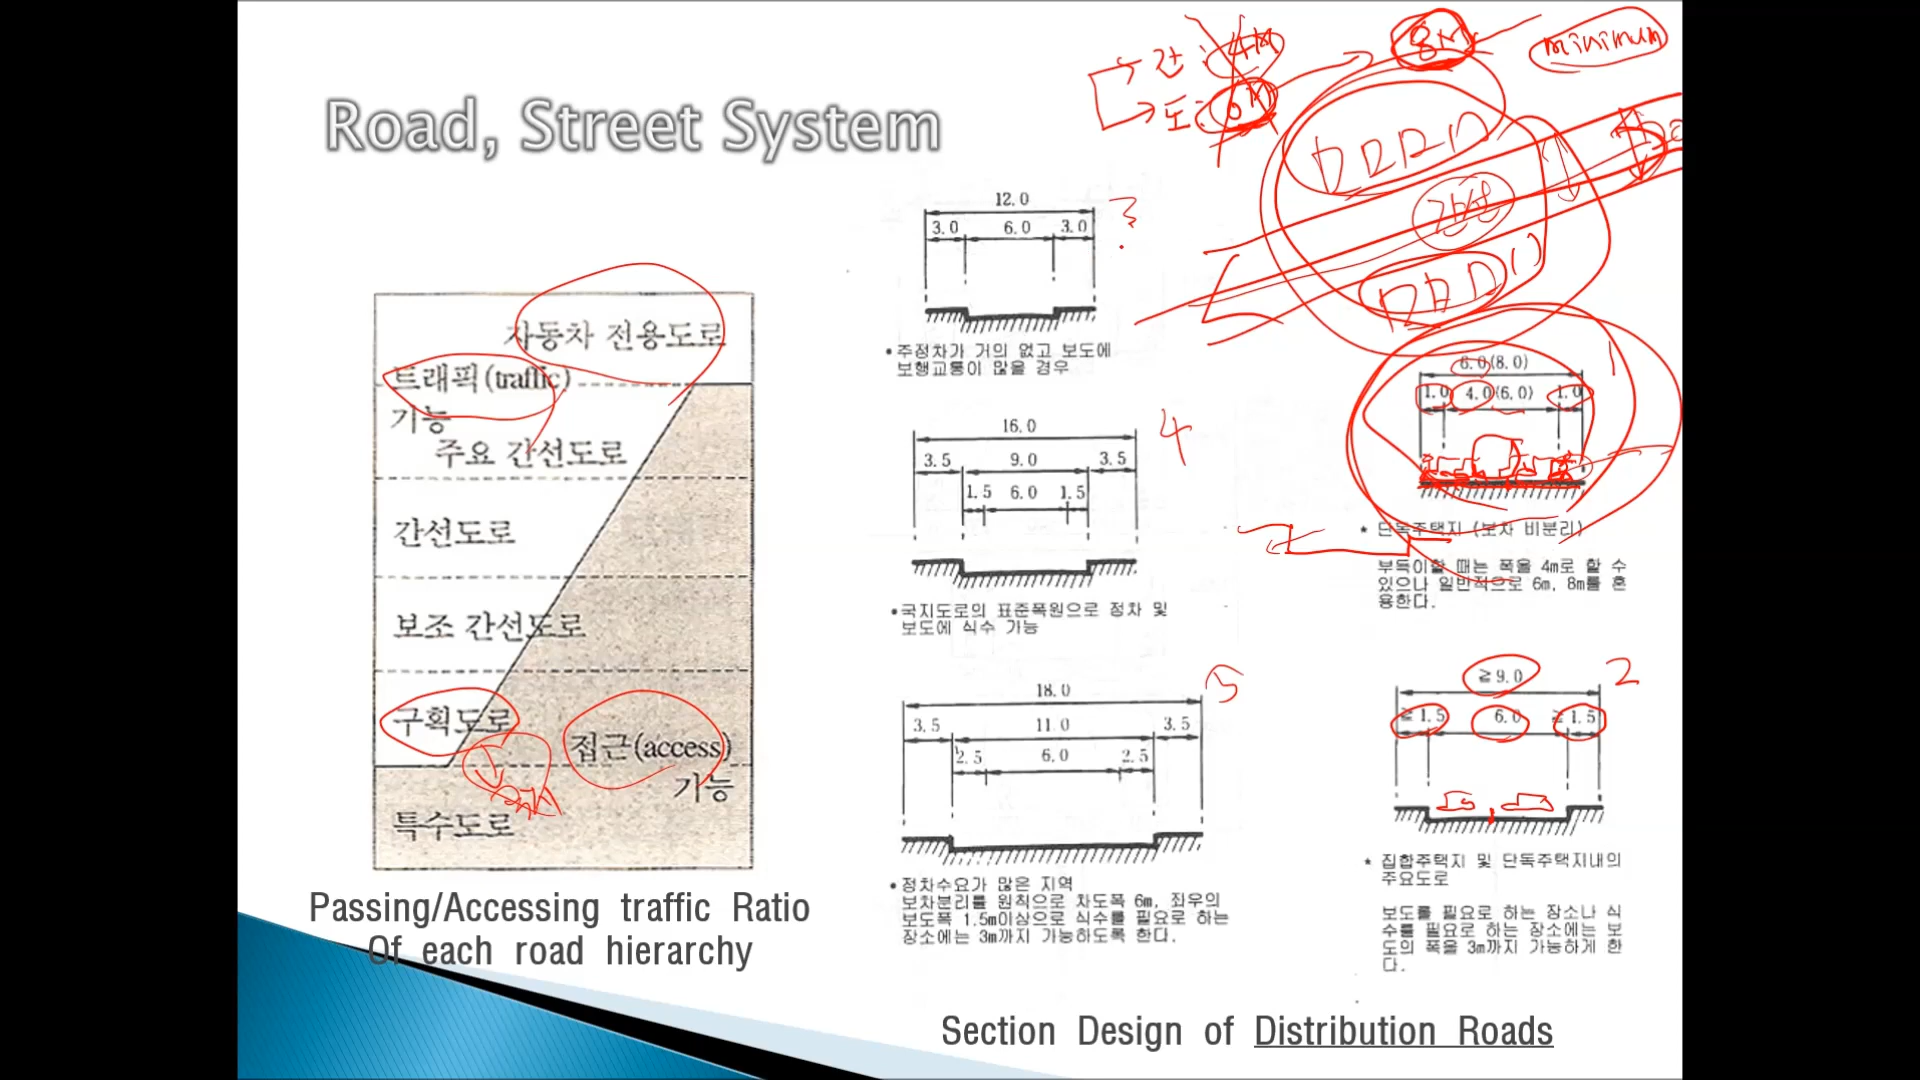 Road, Street System
자동차 전용도로
트래픽(traffic)
기능
주요 간선도로
간선도로
보조 간선도로
구획도로
접근(access)
기능
특수도로
Passing/Accessing traffic Ratio
Of each road hierarchy
12.0
3.0 6.0 3.0
3
•주정차가 거의 없고 보도에
보행교통이 많을 경우
16.0
3.5 9.0 3.5
1.5 6.0 1.5
4
•국지도로의 표준폭원으로 정차 및
보도에 식수 가능
18.0
3.5 11.0 3.5
2.5 6.0 2.5
5
•정차수요가 많은 지역
보차분리를 원칙으로 차도폭 6m, 좌우의
보도폭 1.5m이상으로 식수를 필요로 하는
장소에는 3m까지 가능하도록 한다.
간 : 4M
도:
8M
minimum
6.0(8.0)
1.0 4.0(6.0) 1.0
1
* 단독주택지 (보차 비분리)
부득이할 때는 폭을 4m로 할 수
있으나 일반적으로 6m, 8m를 혼
용한다.
≧9.0
≧1.5 6.0 ≧1.5
2
* 집합주택지 및 단독주택지내의
주요도로
보도를 필요로 하는 장소나 식
수를 필요로 하는 장소에는 보
도의 폭을 3m까지 가능하게 한
다.
Section Design of Distribution Roads